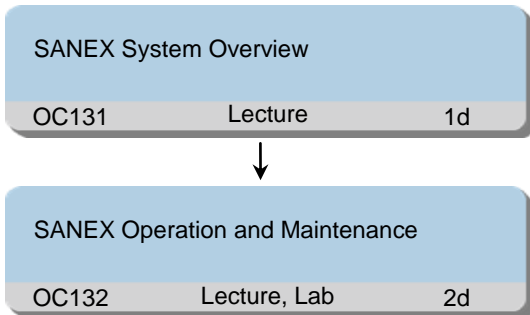 SANEX System Overview
OC131 Lecture 1d
SANEX Operation and Maintenance
OC132 Lecture, Lab 2d